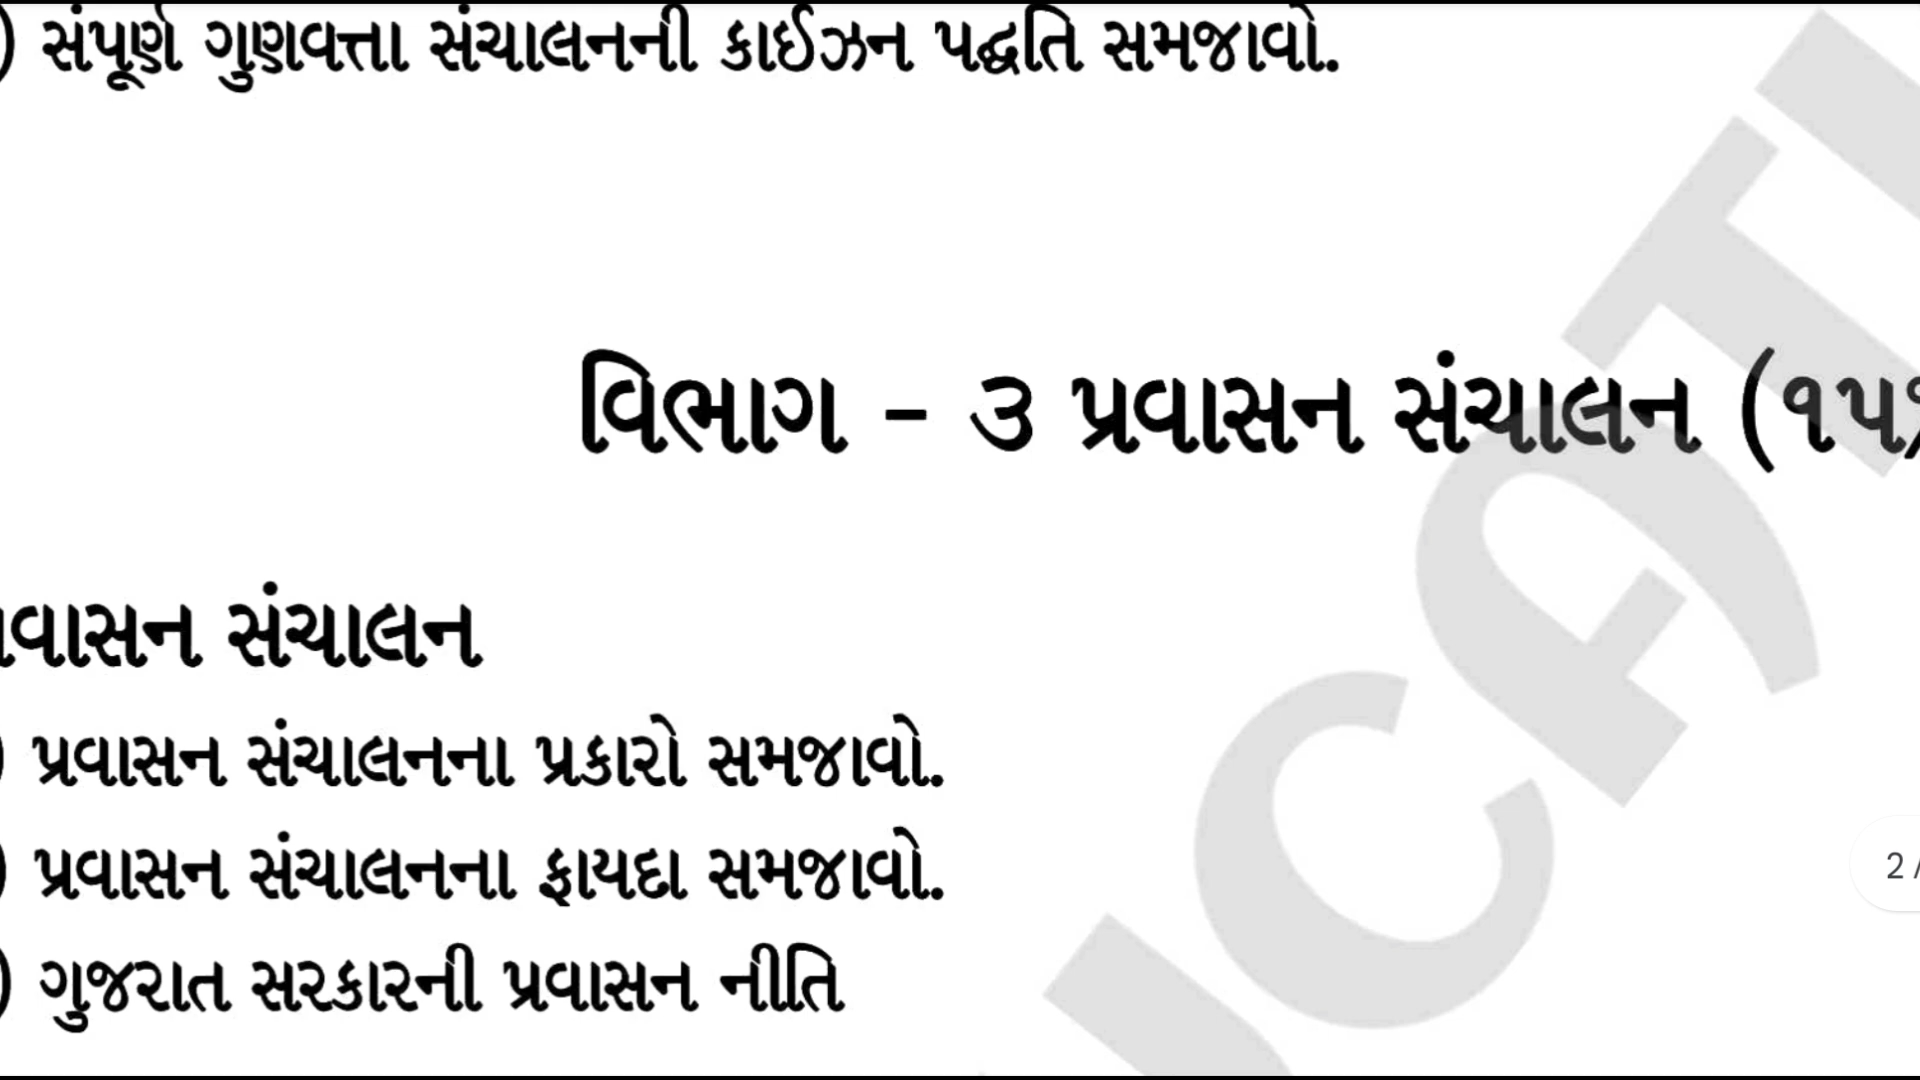 ) સંપૂર્ણ ગુણવત્તા સંચાલનની કાઈઝન પદ્ધતિ સમજાવો.
વિભાગ - ૩ પ્રવાસન સંચાલન (૧૫
સંચાલન
) પ્રવાસન સંચાલનના પ્રકારો સમજાવો.
) પ્રવાસન સંચાલનના ફાયદા સમજાવો.
2 /
) ગુજરાત સરકારની પ્રવાસન નીતિ